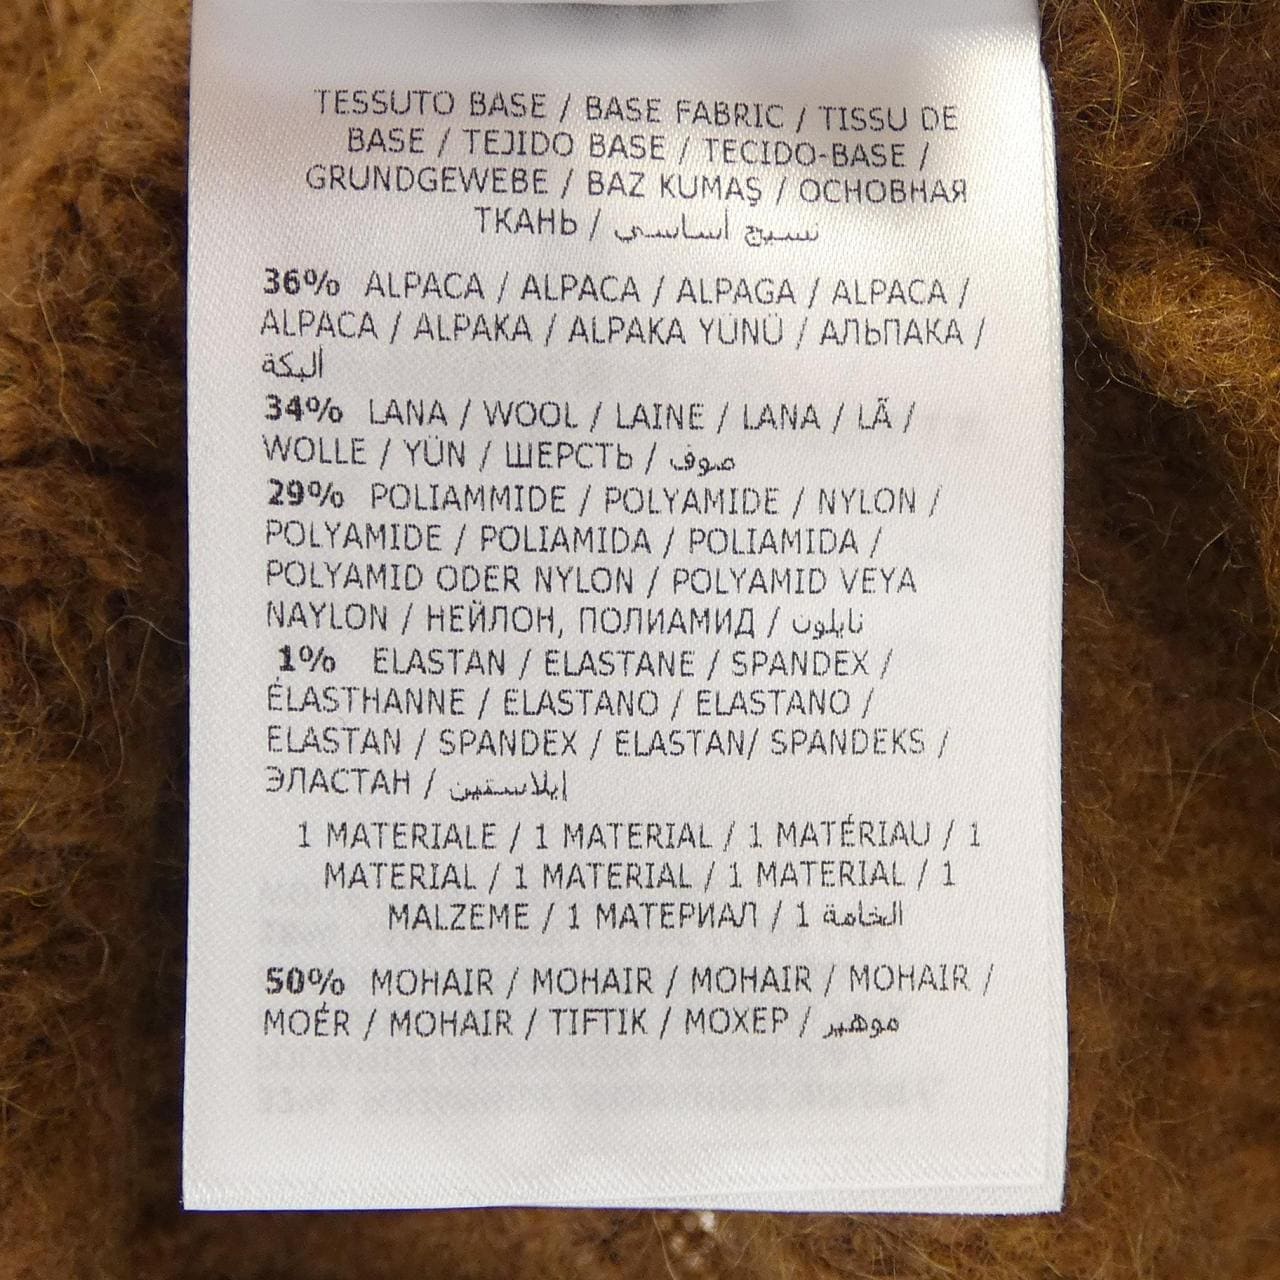 TESSUTO BASE / BASE FABRIC / TISSU DE
BASE / TEJIDO BASE / TECIDO-BASE /
GRUNDGEWEBE / BAZ KUMAŞ / ОСНОВНАЯ
ТКАНЬ / نسيج أساسي
36% ALPACA / ALPACA / ALPAGA / ALPACA /
ALPACA / ALPAKA / ALPAKA YÜNÜ / АЛЬПАКА /
ألبكة
34% LANA / WOOL / LAINE / LANA / LÃ /
WOLLE / YÜN / ШЕРСТЬ / صوف
29% POLIAMMIDE / POLYAMIDE / NYLON /
POLYAMIDE / POLIAMIDA / POLIAMIDA /
POLYAMID ODER NYLON / POLYAMID VEYA
NAYLON / НЕЙЛОН, ПОЛИАМИД / نايلون
1% ELASTAN / ELASTANE / SPANDEX /
ÉLASTHANNE / ELASTANO / ELASTANO /
ELASTAN / SPANDEX / ELASTAN/ SPANDEKS /
ЭЛАСТАН / إيلاستين
1 MATERIALE / 1 MATERIAL / 1 MATÉRIAU / 1
MATERIAL / 1 MATERIAL / 1 MATERIAL / 1
MALZEME / 1 МАТЕРИАЛ / 1 الخامة
50% MOHAIR / MOHAIR / MOHAIR / MOHAIR /
MOÉR / MOHAIR / TIFTIK / МОХЕР / موهير